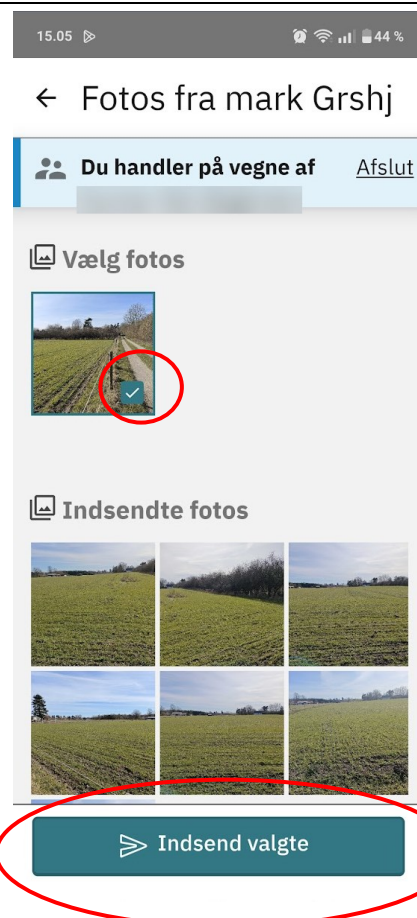 15.05 44 %
Fotos fra mark Grshj
Du handler på vegne af Afslut
Vælg fotos
Indsendte fotos
Indsend valgte